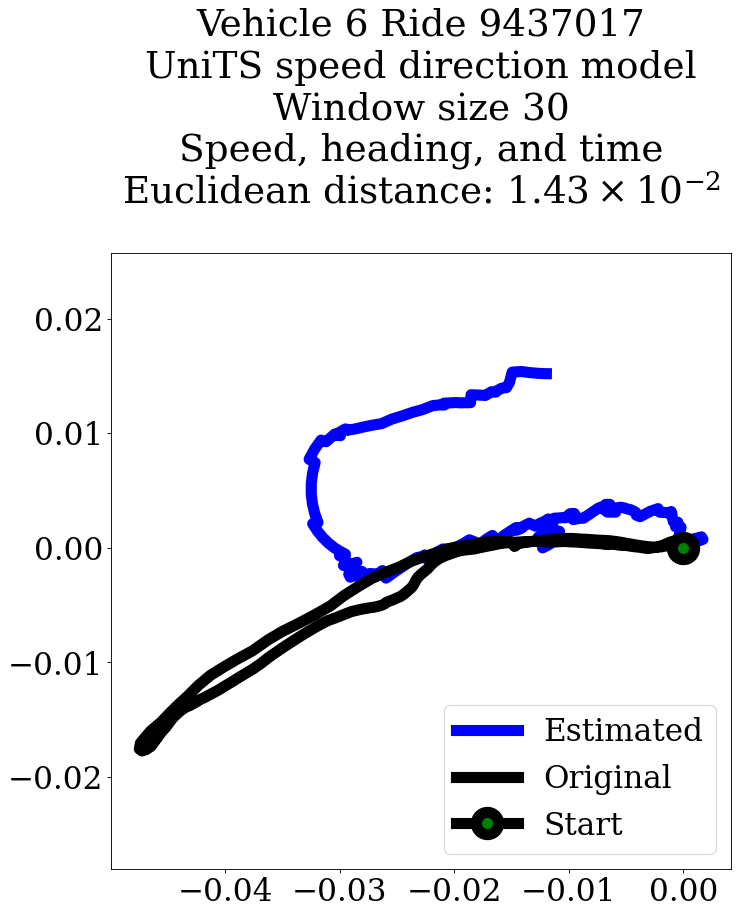 Vehicle 6 Ride 9437017
UniTS speed direction model
Window size 30
Speed, heading, and time
Euclidean distance: 1.43 × 10⁻²
0.02
0.01
0.00
−0.01
−0.02
Estimated
Original
Start
−0.04 −0.03 −0.02 −0.01 0.00